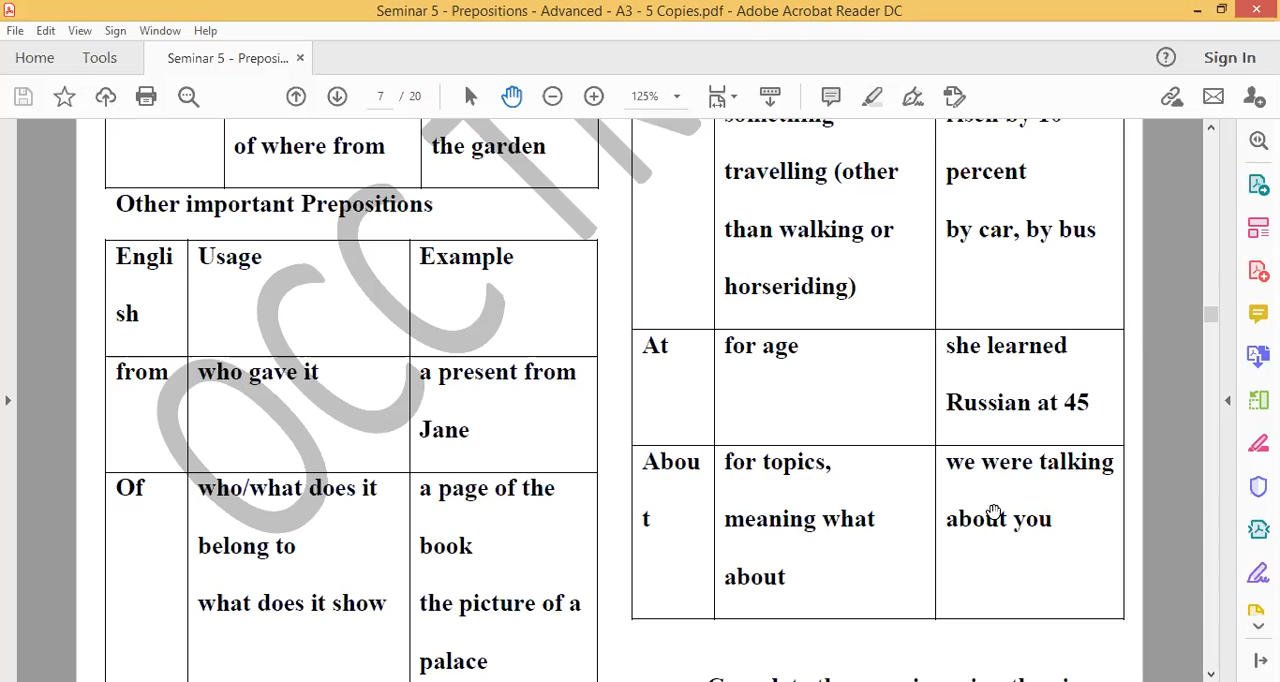 Seminar 5 - Prepositions - Advanced - A3 - 5 Copies.pdf - Adobe Acrobat Reader DC
File Edit View Sign Window Help
Home Tools Seminar 5 - Preposi... × Sign In
7 / 20 125%
of where from the garden
Other important Prepositions
Engli Usage Example
sh
from who gave it a present from
Jane
Of who/what does it a page of the
belong to book
what does it show the picture of a
palace
something risen by 10
travelling (other percent
than walking or by car, by bus
horseriding)
At for age she learned
Russian at 45
Abou for topics, we were talking
t meaning what about you
about